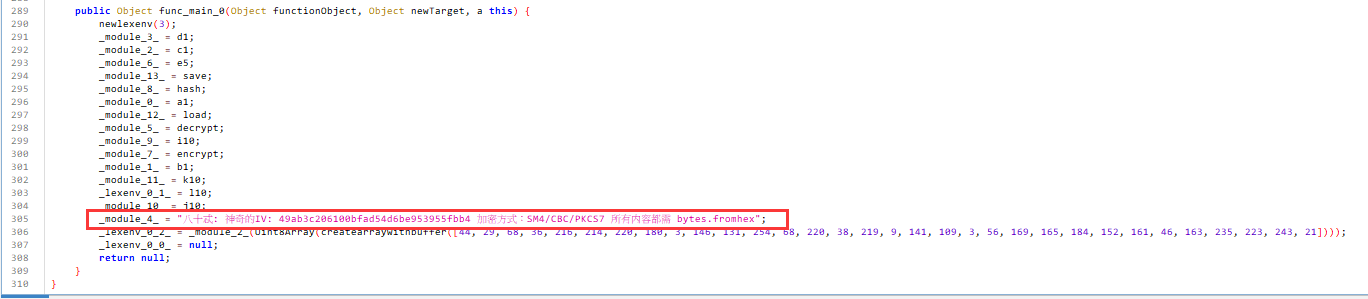 289 public Object func_main_0(Object functionObject, Object newTarget, a this) {
290 newlexenv(3);
291 _module_3_ = d1;
292 _module_2_ = c1;
293 _module_6_ = e5;
294 _module_13_ = save;
295 _module_8_ = hash;
296 _module_0_ = a1;
297 _module_12_ = load;
298 _module_5_ = decrypt;
299 _module_9_ = i10;
300 _module_7_ = encrypt;
301 _module_1_ = b1;
302 _module_11_ = k10;
303 _lexenv_0_1_ = l10;
304 _module_10_ = j10;
305 _module_4_ = "八十忒: 神奇的IV: 49ab3c206100bfad54d6be953955fbb4 加密方式：SM4/CBC/PKCS7 所有内容都需 bytes.fromhex";
306 _lexenv_0_2_ = _module_2_(Uint8Array(createarraywithbuffer([44, 29, 68, 36, 216, 214, 220, 180, 3, 146, 131, 254, 68, 220, 38, 219, 9, 141, 109, 3, 56, 169, 165, 184, 152, 161, 46, 163, 235, 223, 243, 21])));
307 _lexenv_0_0_ = null;
308 return null;
309 }
310 }